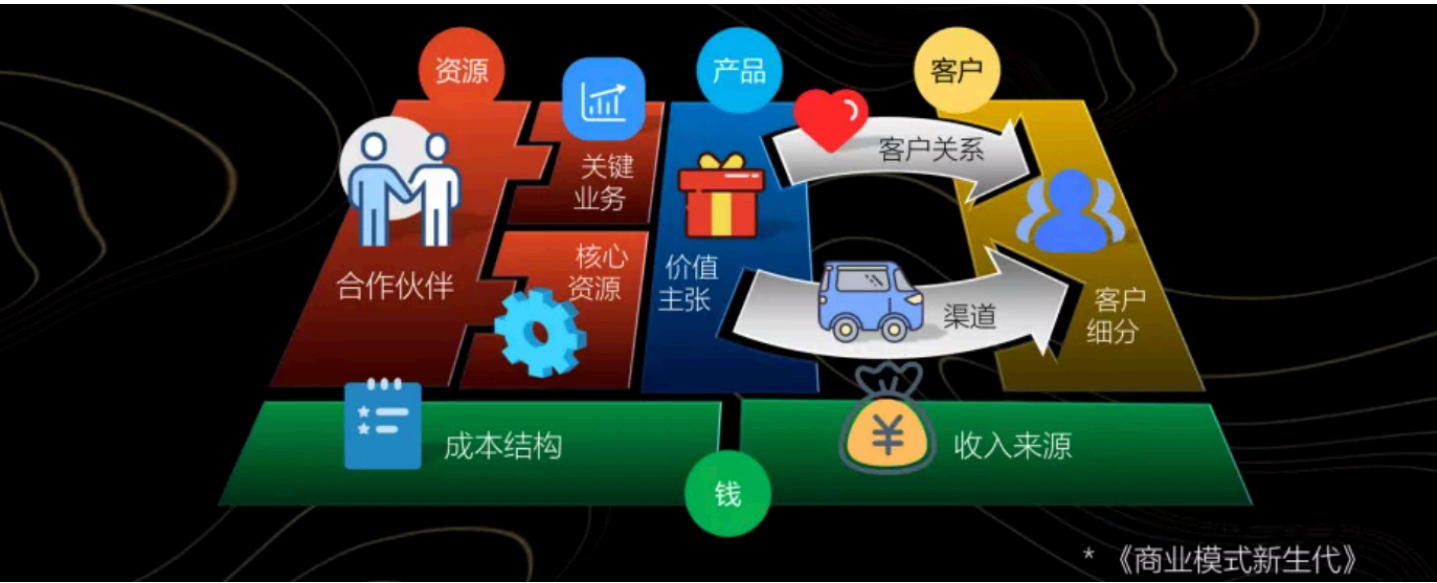 资源
产品
客户
合作伙伴
关键
业务
核心
资源
价值
主张
客户关系
渠道
客户
细分
成本结构
¥
收入来源
钱
* 《商业模式新生代》